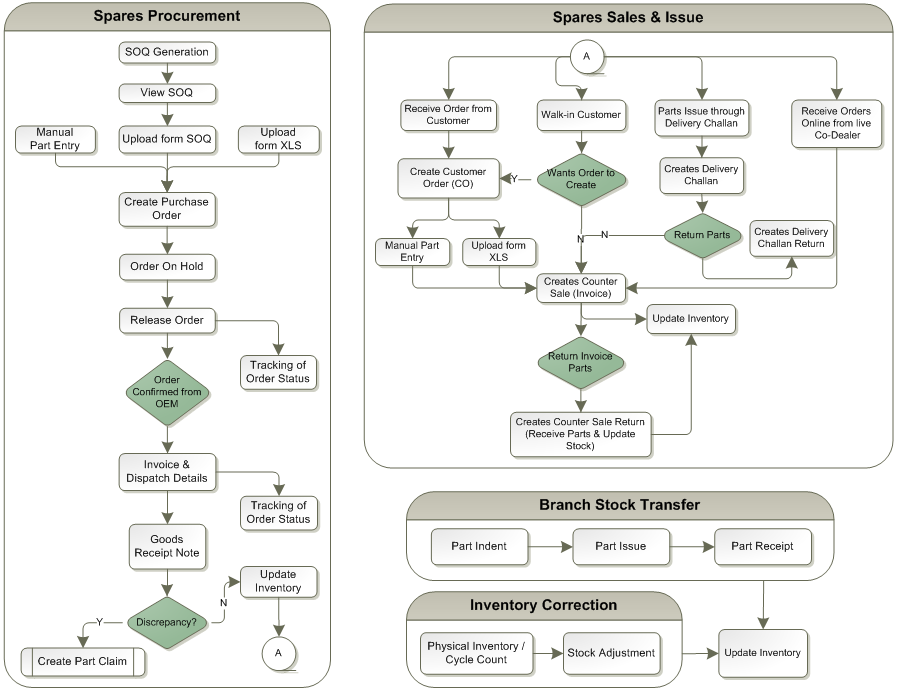 Spares Procurement
SOQ Generation
View SOQ
Manual
Part Entry
Upload form SOQ
Upload
form XLS
Create Purchase
Order
Order On Hold
Release Order
Tracking of
Order Status
Order
Confirmed from
OEM
Invoice &
Dispatch Details
Tracking of
Order Status
Goods
Receipt Note
Update
Inventory
N
Discrepancy?
Y
Create Part Claim
A
Spares Sales & Issue
A
Receive Order from
Customer
Walk-in Customer
Parts Issue through
Delivery Challan
Receive Orders
Online from live
Co-Dealer
Create Customer
Order (CO)
Y
Wants Order to
Create
Creates Delivery
Challan
Manual Part
Entry
Upload form
XLS
N
N
Return Parts
Creates Delivery
Challan Return
Creates Counter
Sale (Invoice)
Update Inventory
Return Invoice
Parts
Creates Counter Sale Return
(Receive Parts & Update
Stock)
Branch Stock Transfer
Part Indent
Part Issue
Part Receipt
Inventory Correction
Physical Inventory /
Cycle Count
Stock Adjustment
Update Inventory